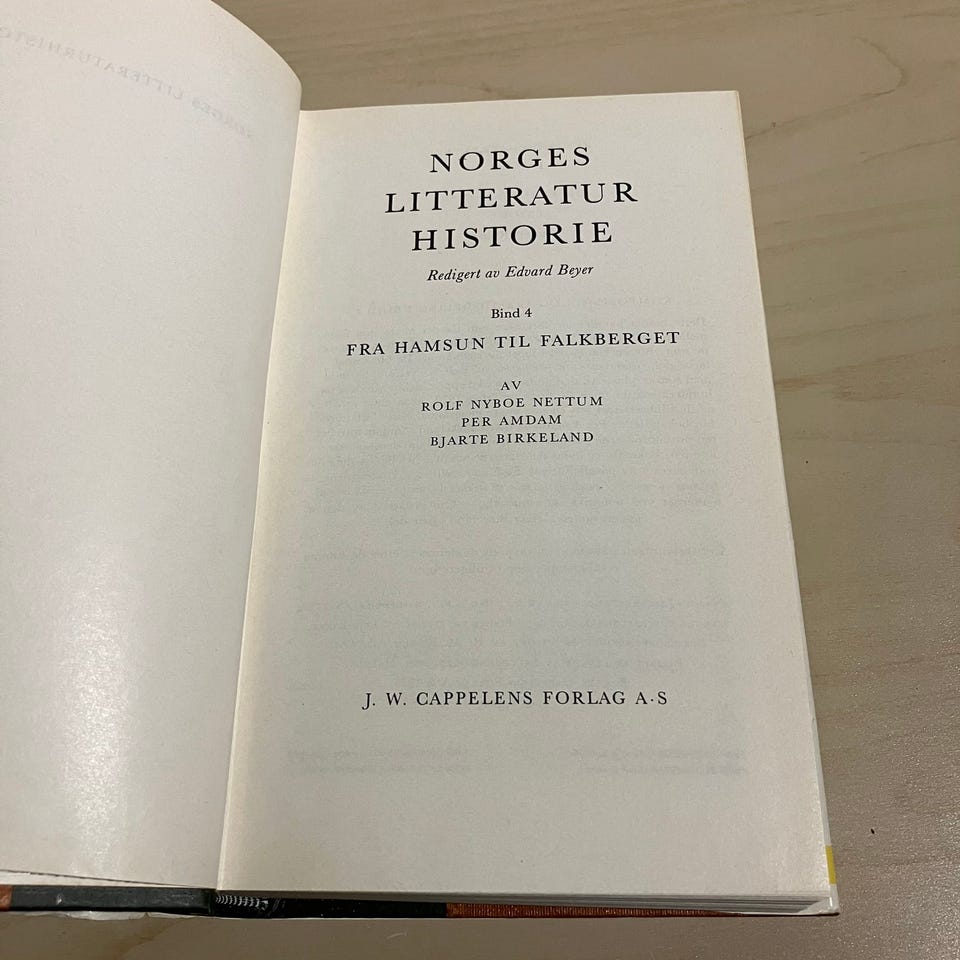 NORGES
LITTERATUR
HISTORIE
Redigert av Edvard Beyer
Bind 4
FRA HAMSUN TIL FALKBERGET
AV
ROLF NYBOE NETTUM
PER AMDAM
BJARTE BIRKELAND
J. W. CAPPELENS FORLAG A·S